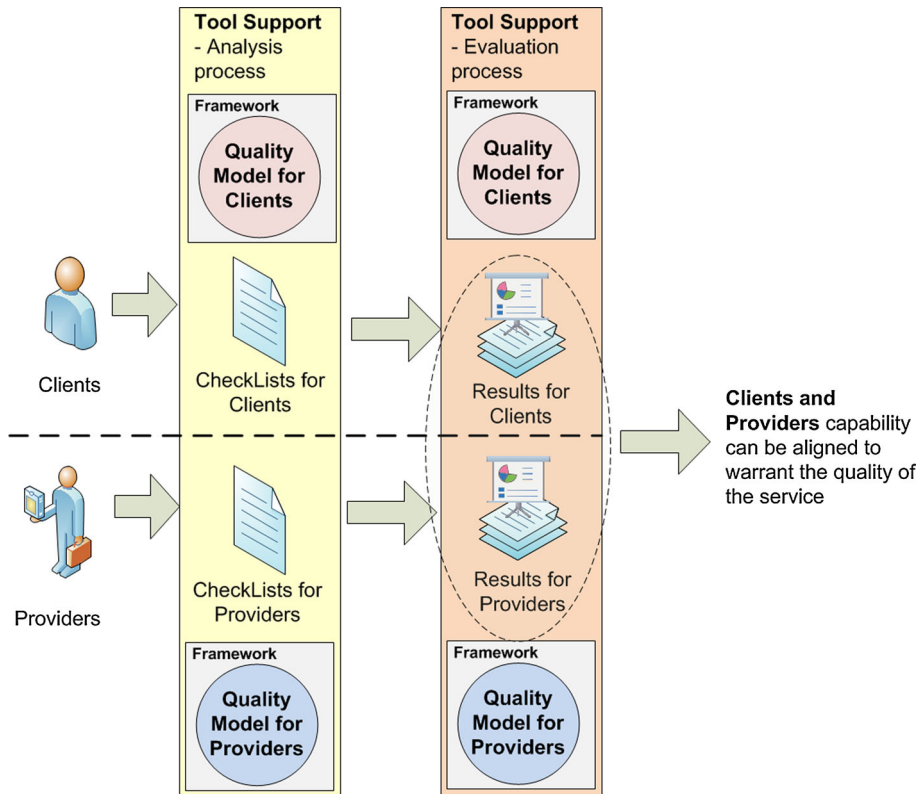 Tool Support
- Analysis
process
Framework
Quality
Model for
Clients
Clients
CheckLists for
Clients
Providers
CheckLists for
Providers
Framework
Quality
Model for
Providers
Tool Support
- Evaluation
process
Framework
Quality
Model for
Clients
Results for
Clients
Results for
Providers
Framework
Quality
Model for
Providers
Clients and
Providers capability
can be aligned to
warrant the quality of
the service